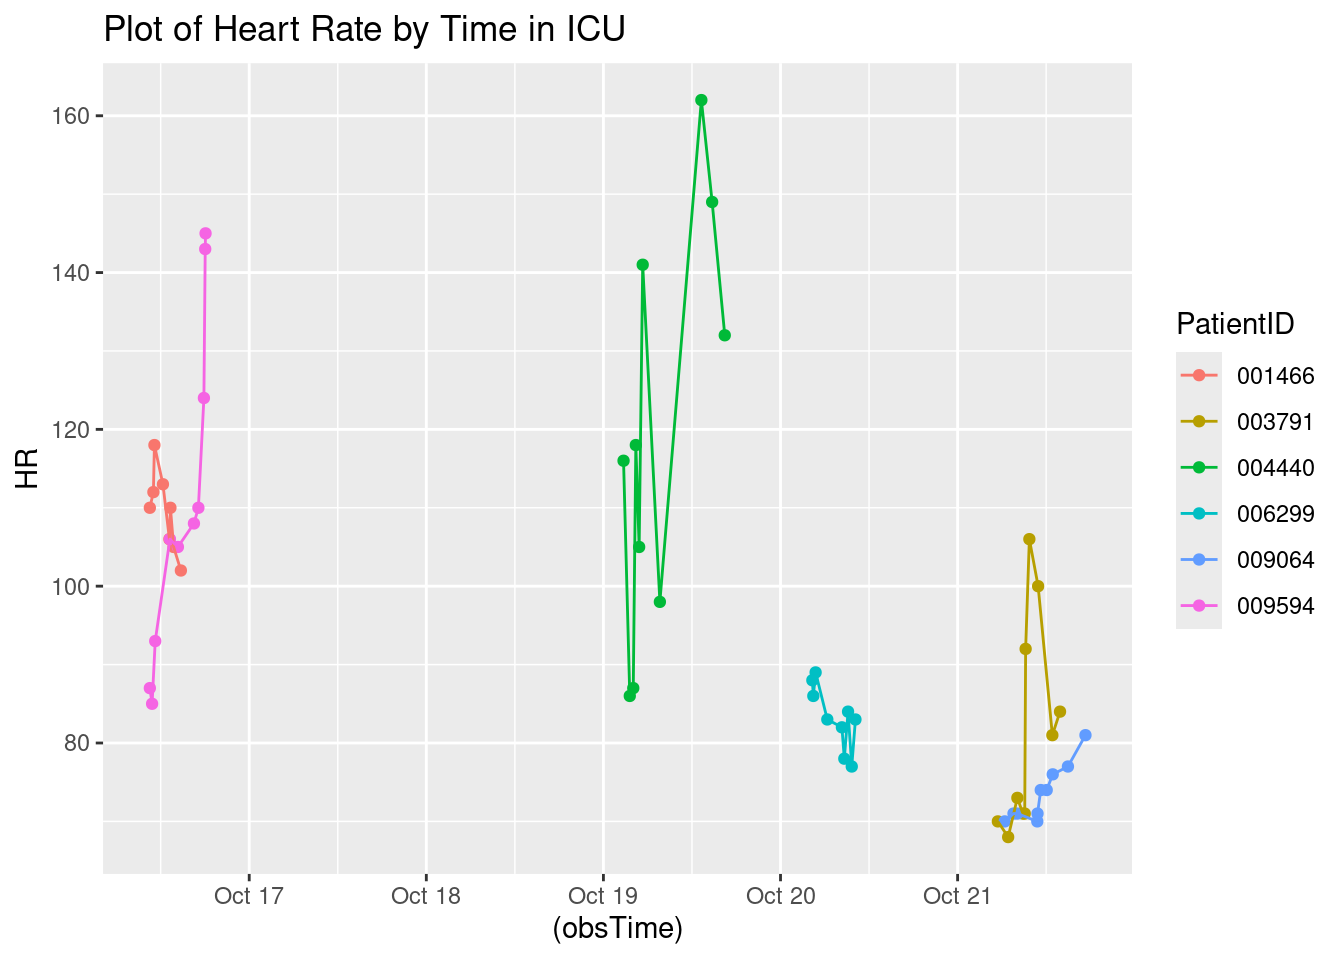 Plot of Heart Rate by Time in ICU
160
140
120
100
80
HR
Oct 17
Oct 18
Oct 19
Oct 20
Oct 21
(obsTime)
PatientID
001466
003791
004440
006299
009064
009594